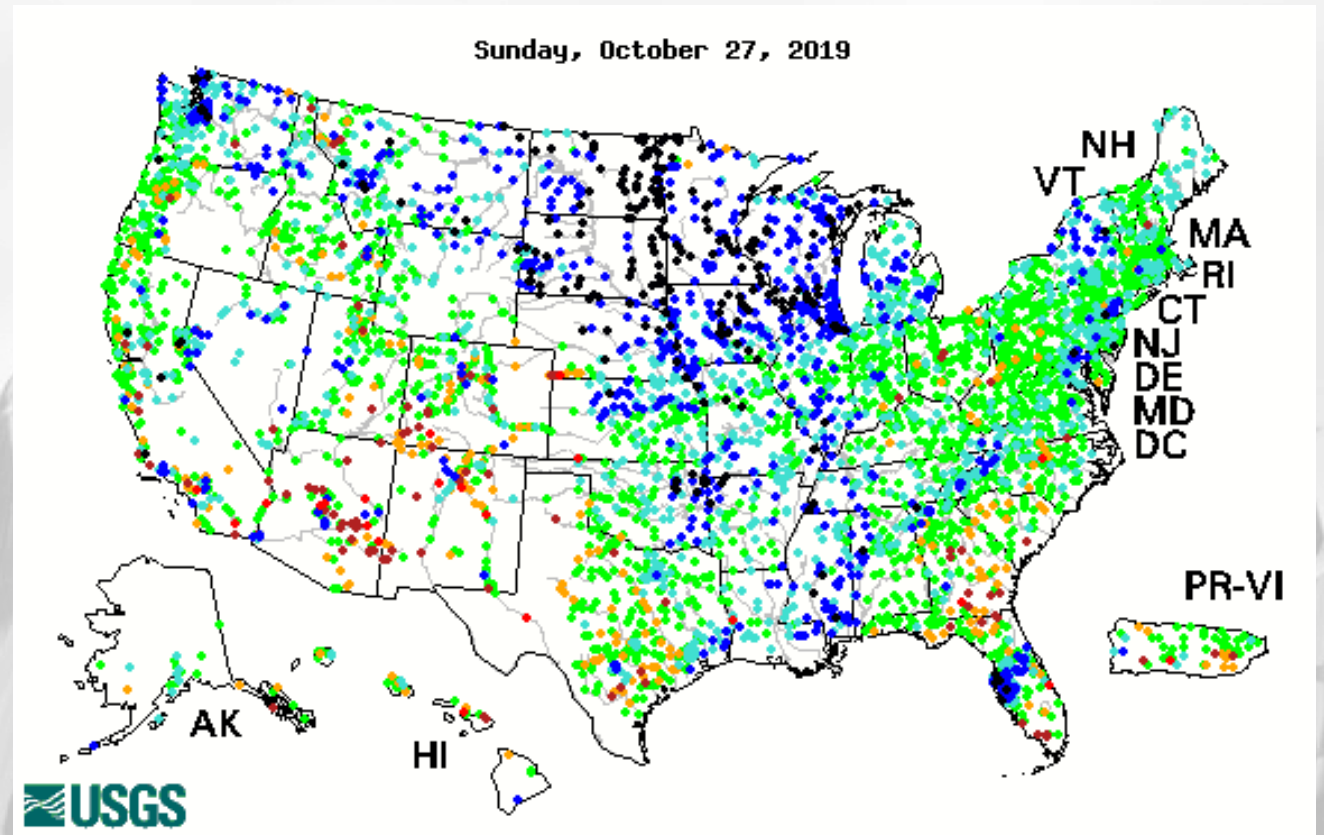 Sunday, October 27, 2019
NH
VT
MA
RI
CT
NJ
DE
MD
DC
PR-VI
AK
HI
USGS